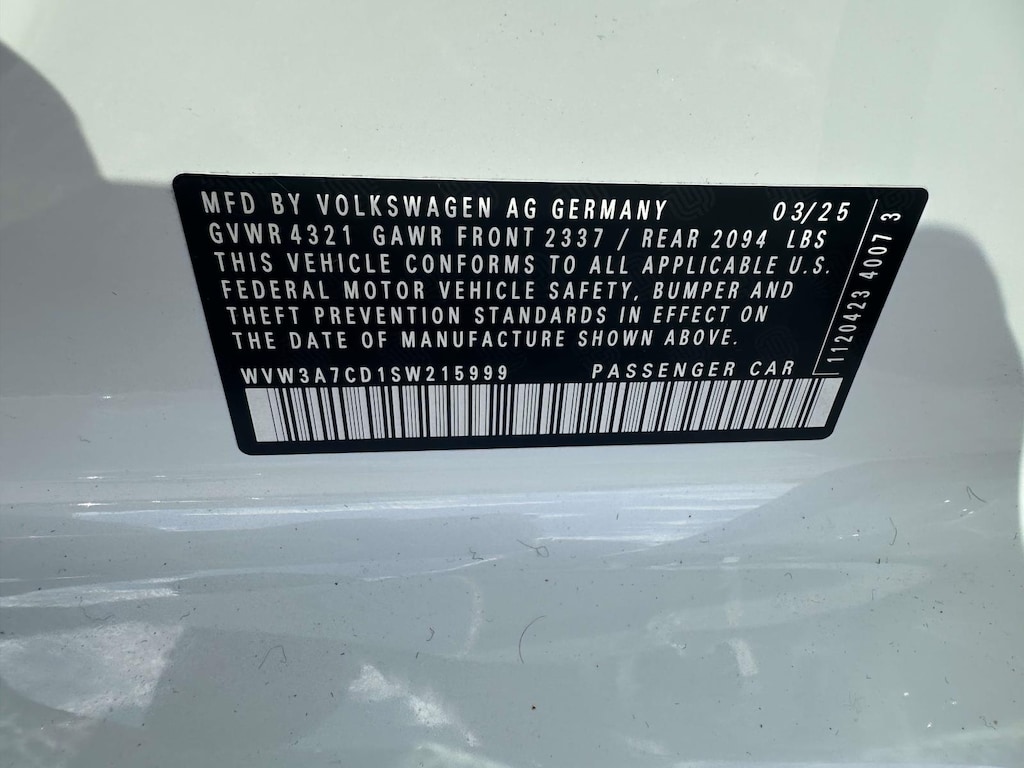 MFD BY VOLKSWAGEN AG GERMANY 03/25
GVWR 4321 GAWR FRONT 2337 / REAR 2094 LBS
THIS VEHICLE CONFORMS TO ALL APPLICABLE U.S.
FEDERAL MOTOR VEHICLE SAFETY, BUMPER AND
THEFT PREVENTION STANDARDS IN EFFECT ON
THE DATE OF MANUFACTURE SHOWN ABOVE.
WVW3A7CD1SW215999 PASSENGER CAR
1120423 4007 3